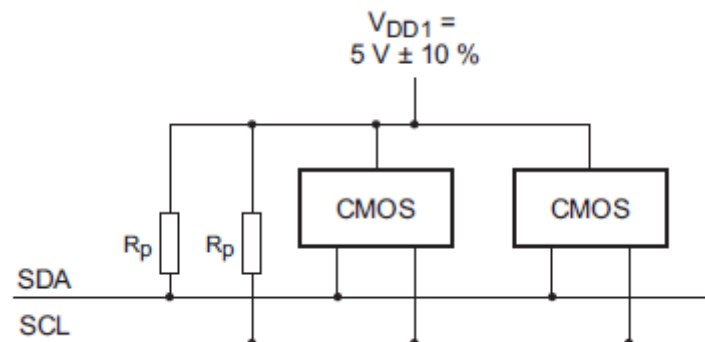 VDD1 =
5 V ± 10 %
CMOS
CMOS
Rp
Rp
SDA
SCL